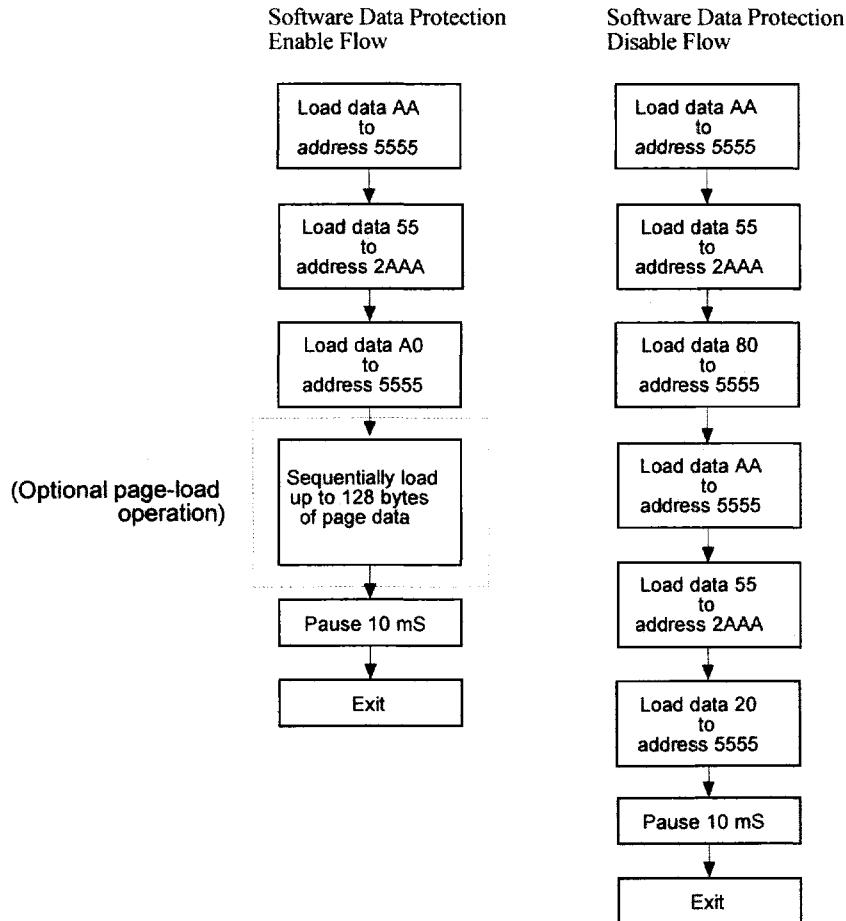 Software Data Protection
Enable Flow
Load data AA
to
address 5555
Load data 55
to
address 2AAA
Load data A0
to
address 5555
(Optional page-load
operation)
Sequentially load
up to 128 bytes
of page data
Pause 10 mS
Exit
Software Data Protection
Disable Flow
Load data AA
to
address 5555
Load data 55
to
address 2AAA
Load data 80
to
address 5555
Load data AA
to
address 5555
Load data 55
to
address 2AAA
Load data 20
to
address 5555
Pause 10 mS
Exit